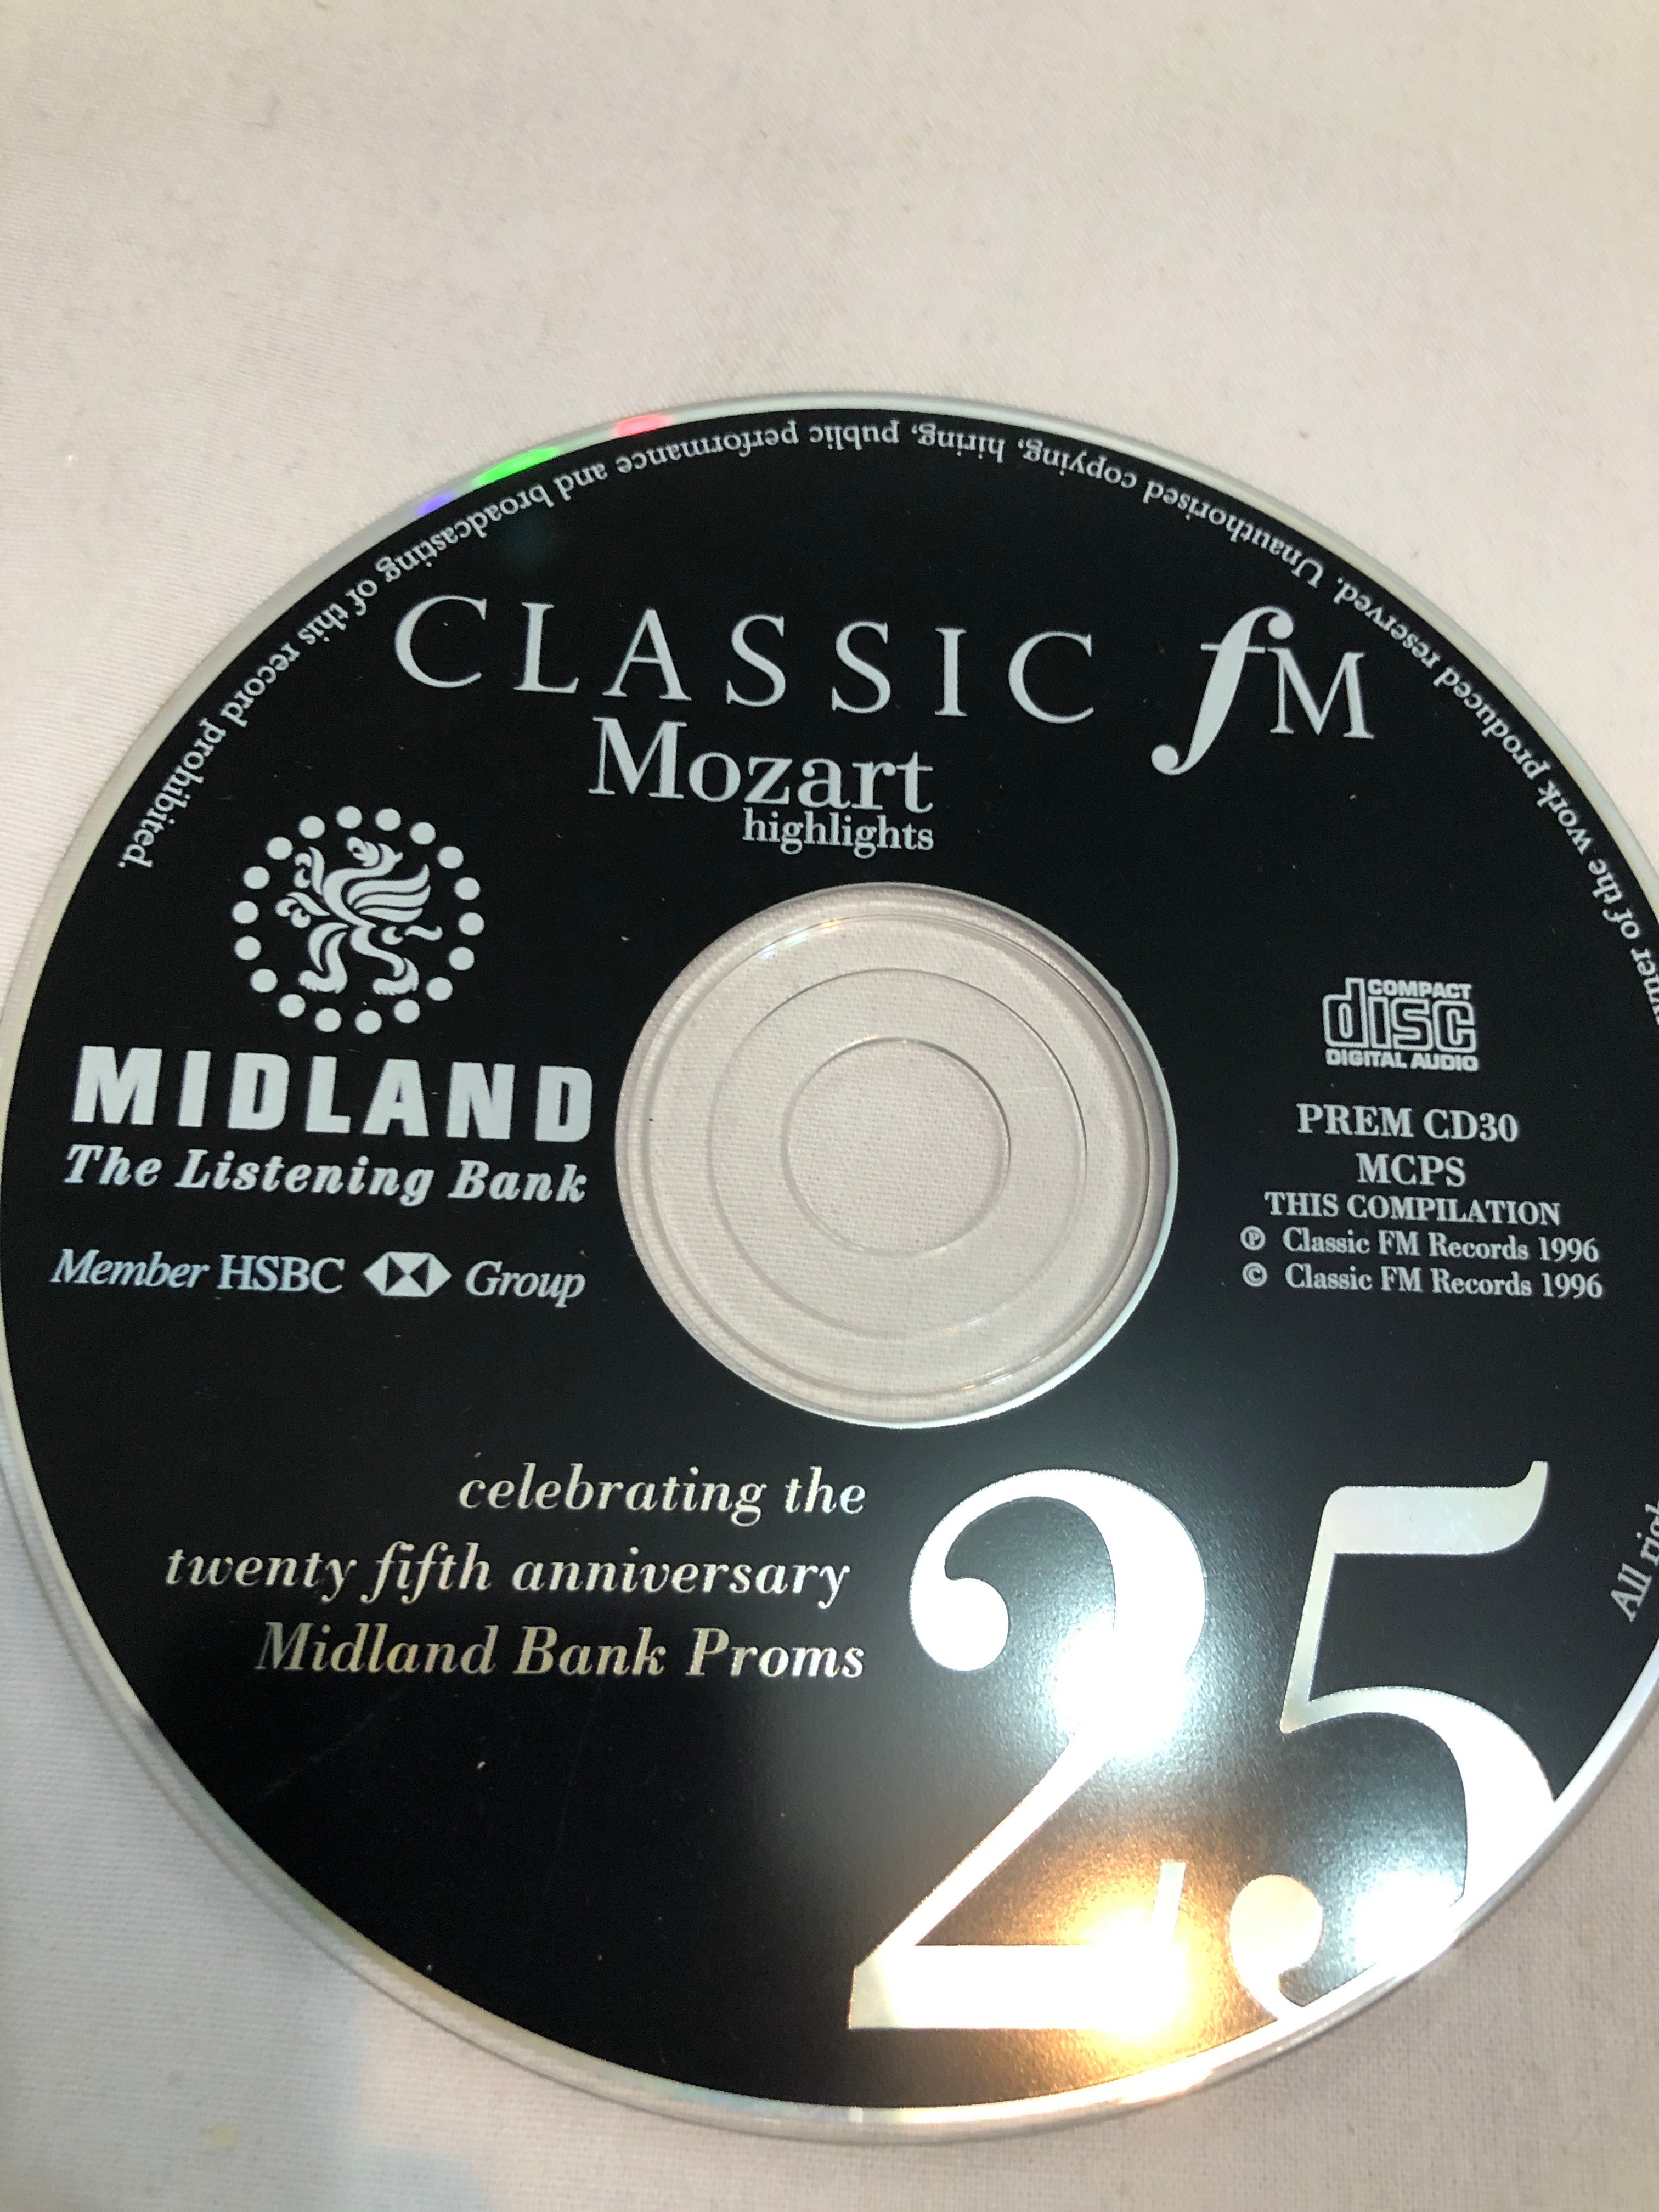 CLASSIC fM
Mozart
highlights
MIDLAND
The Listening Bank
Member HSBC Group
COMPACT
disc
DIGITAL AUDIO
PREM CD30
MCPS
THIS COMPILATION
℗ Classic FM Records 1996
© Classic FM Records 1996
celebrating the
twenty fifth anniversary
Midland Bank Proms
25
All
of the work produced reserved. Unauthorised copying, hiring, public performance and broadcasting of this record prohibited.